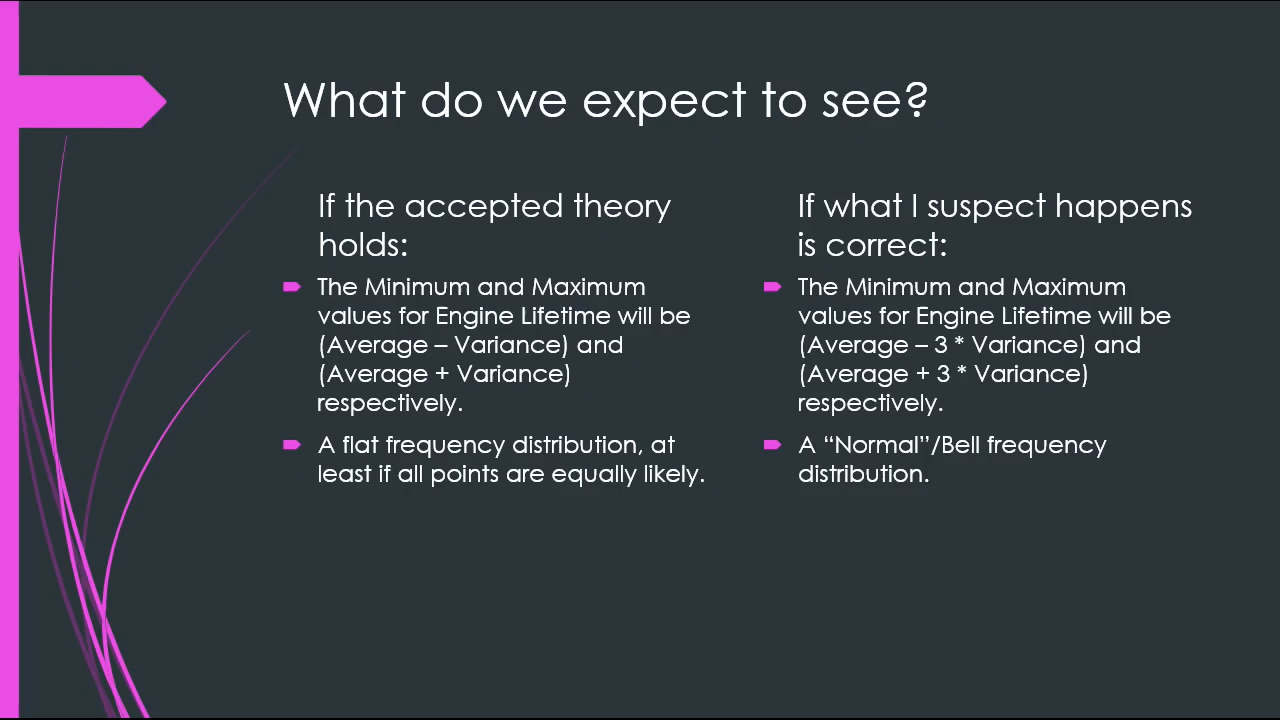 What do we expect to see?
If the accepted theory
holds:
The Minimum and Maximum
values for Engine Lifetime will be
(Average – Variance) and
(Average + Variance)
respectively.
A flat frequency distribution, at
least if all points are equally likely.
If what I suspect happens
is correct:
The Minimum and Maximum
values for Engine Lifetime will be
(Average – 3 * Variance) and
(Average + 3 * Variance)
respectively.
A “Normal”/Bell frequency
distribution.